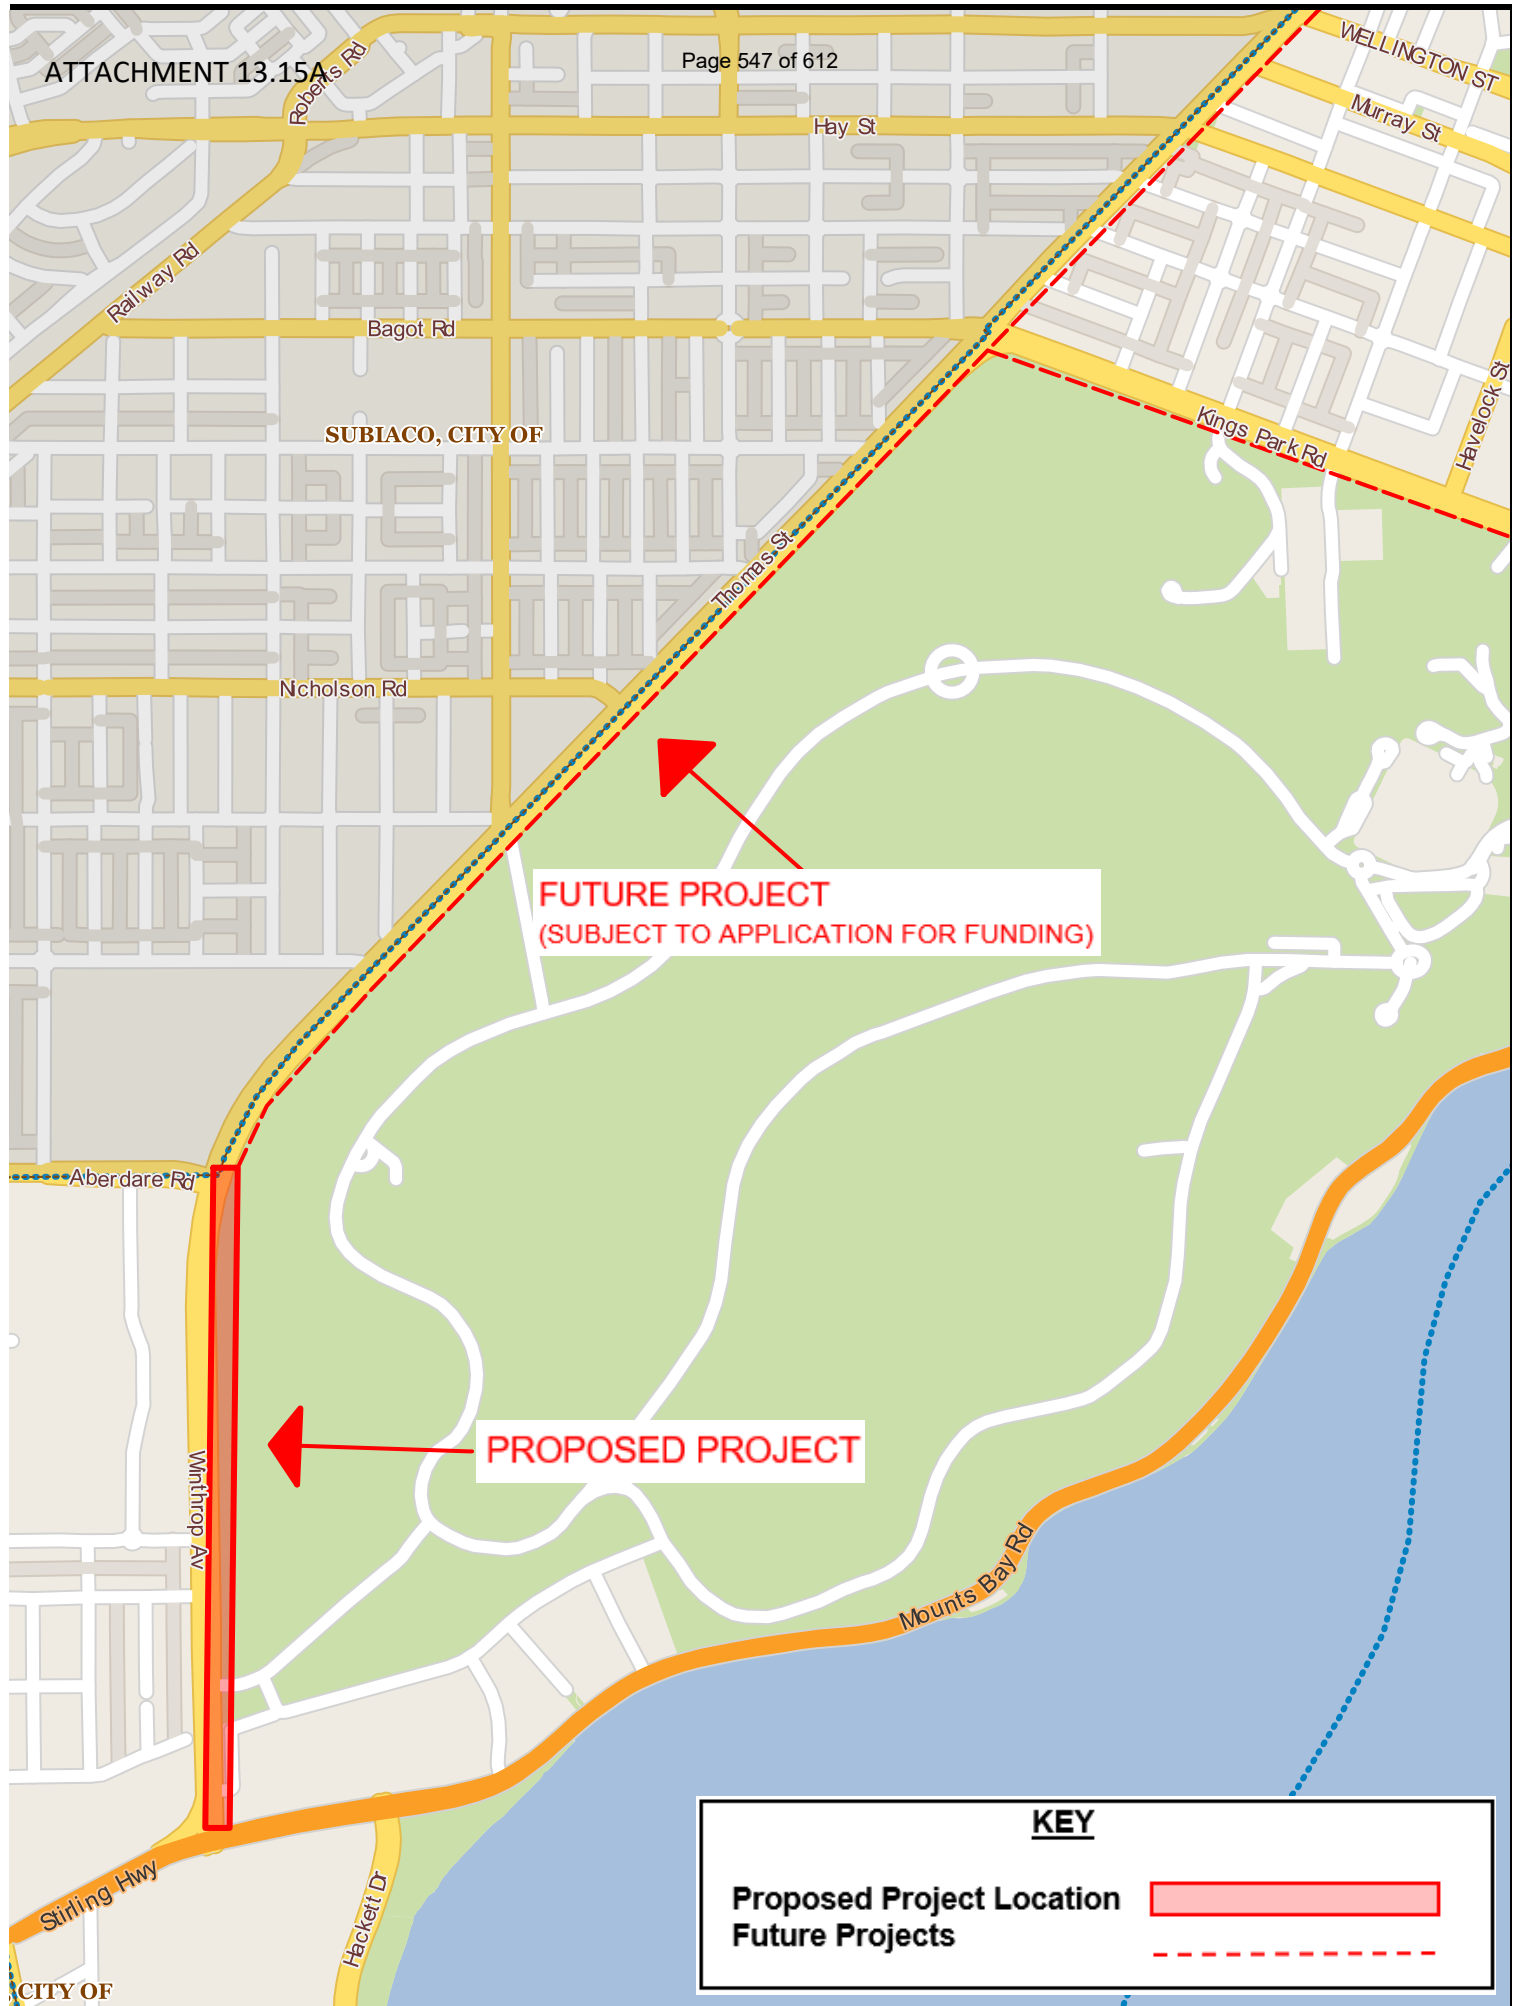 ATTACHMENT 13.15A
Page 547 of 612
Roberts Rd
WELLINGTON ST
Murray St
Hay St
Railway Rd
Bagot Rd
Havelock St
Kings Park Rd
SUBIACO, CITY OF
Thomas St
Nicholson Rd
FUTURE PROJECT
(SUBJECT TO APPLICATION FOR FUNDING)
Aberdare Rd
PROPOSED PROJECT
Winthrop Av
Mounts Bay Rd
Stirling Hwy
Hackett Dr
CITY OF
KEY
Proposed Project Location
Future Projects